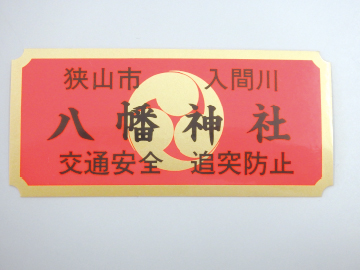 狭山市 入間川
八幡神社
交通安全 追突防止